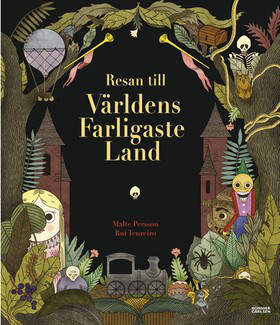 Resan till
Världens
Farligaste
Land
Malte Persson
Rui Tenreiro
BONNIER
CARLSEN